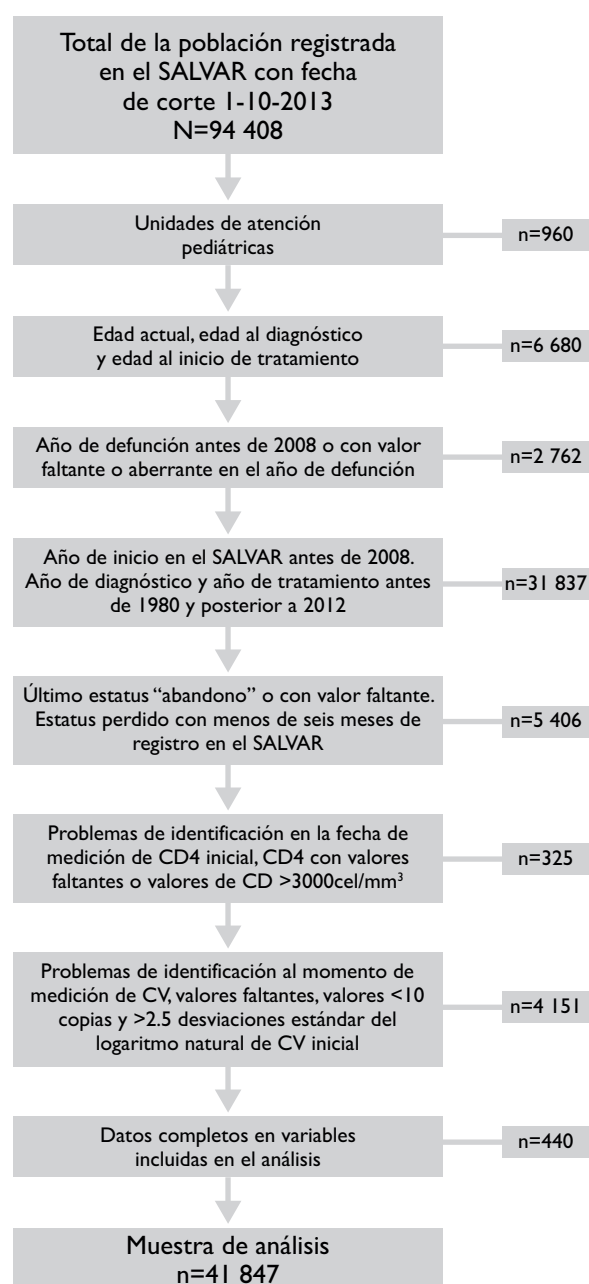 Total de la población registrada
en el SALVAR con fecha
de corte 1-10-2013
N=94 408
Unidades de atención
pediátricas
n=960
Edad actual, edad al diagnóstico
y edad al inicio de tratamiento
n=6 680
Año de defunción antes de 2008 o con valor
faltante o aberrante en el año de defunción
n=2 762
Año de inicio en el SALVAR antes de 2008.
Año de diagnóstico y año de tratamiento antes
de 1980 y posterior a 2012
n=31 837
Último estatus “abandono” o con valor faltante.
Estatus perdido con menos de seis meses de
registro en el SALVAR
n=5 406
Problemas de identificación en la fecha de
medición de CD4 inicial, CD4 con valores
faltantes o valores de CD >3000cel/mm³
n=325
Problemas de identificación al momento de
medición de CV, valores faltantes, valores <10
copias y >2.5 desviaciones estándar del
logaritmo natural de CV inicial
n=4 151
Datos completos en variables
incluidas en el análisis
n=440
Muestra de análisis
n=41 847